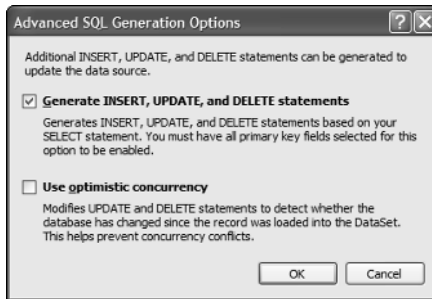 Advanced SQL Generation Options
Additional INSERT, UPDATE, and DELETE statements can be generated to
update the data source.
Generate INSERT, UPDATE, and DELETE statements
Generates INSERT, UPDATE, and DELETE statements based on your
SELECT statement. You must have all primary key fields selected for this
option to be enabled.
Use optimistic concurrency
Modifies UPDATE and DELETE statements to detect whether the
database has changed since the record was loaded into the DataSet.
This helps prevent concurrency conflicts.
OK Cancel